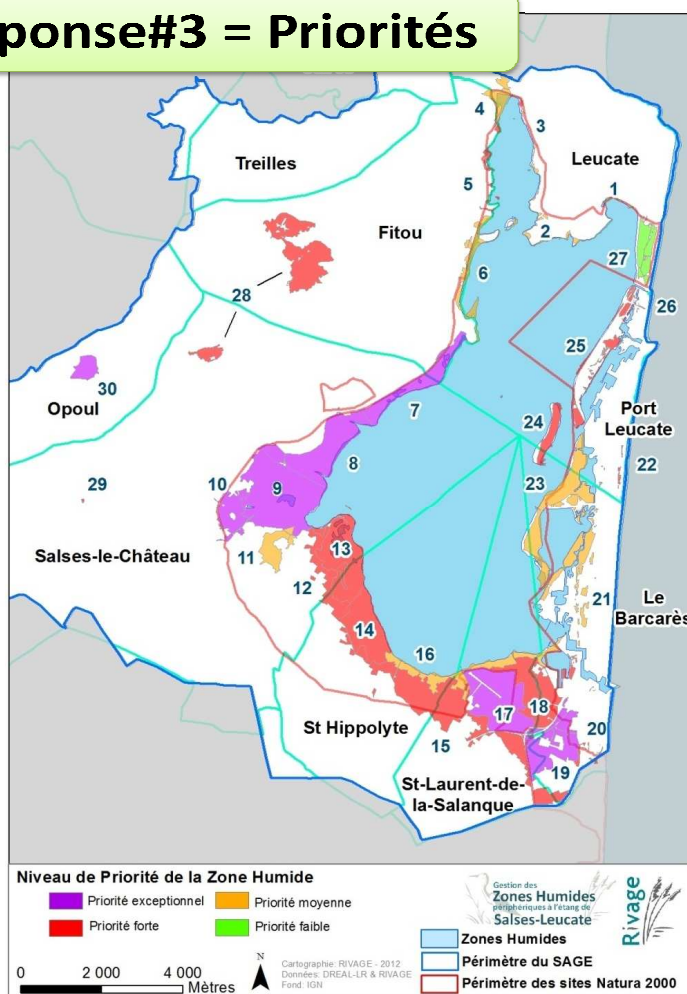 ponse#3 = Priorités
4
3
Treilles
Leucate
5
1
Fitou
2
6
27
28
26
25
30
7
Opoul
24
Port
Leucate
8
22
29
10
9
23
Salses-le-Château
11
13
12
21
Le
Barcarès
14
16
17
18
St Hippolyte
15
20
19
St-Laurent-de-
la-Salanque
Niveau de Priorité de la Zone Humide
Priorité exceptionnel
Priorité moyenne
Priorité forte
Priorité faible
Gestion des
Zones Humides
périphériques à l'étang de
Salses-Leucate
Rivage
Zones Humides
Périmètre du SAGE
Périmètre des sites Natura 2000
N
Cartographie: RIVAGE - 2012
Données: DREAL-LR & RIVAGE
Fond: IGN
0 2 000 4 000
Mètres